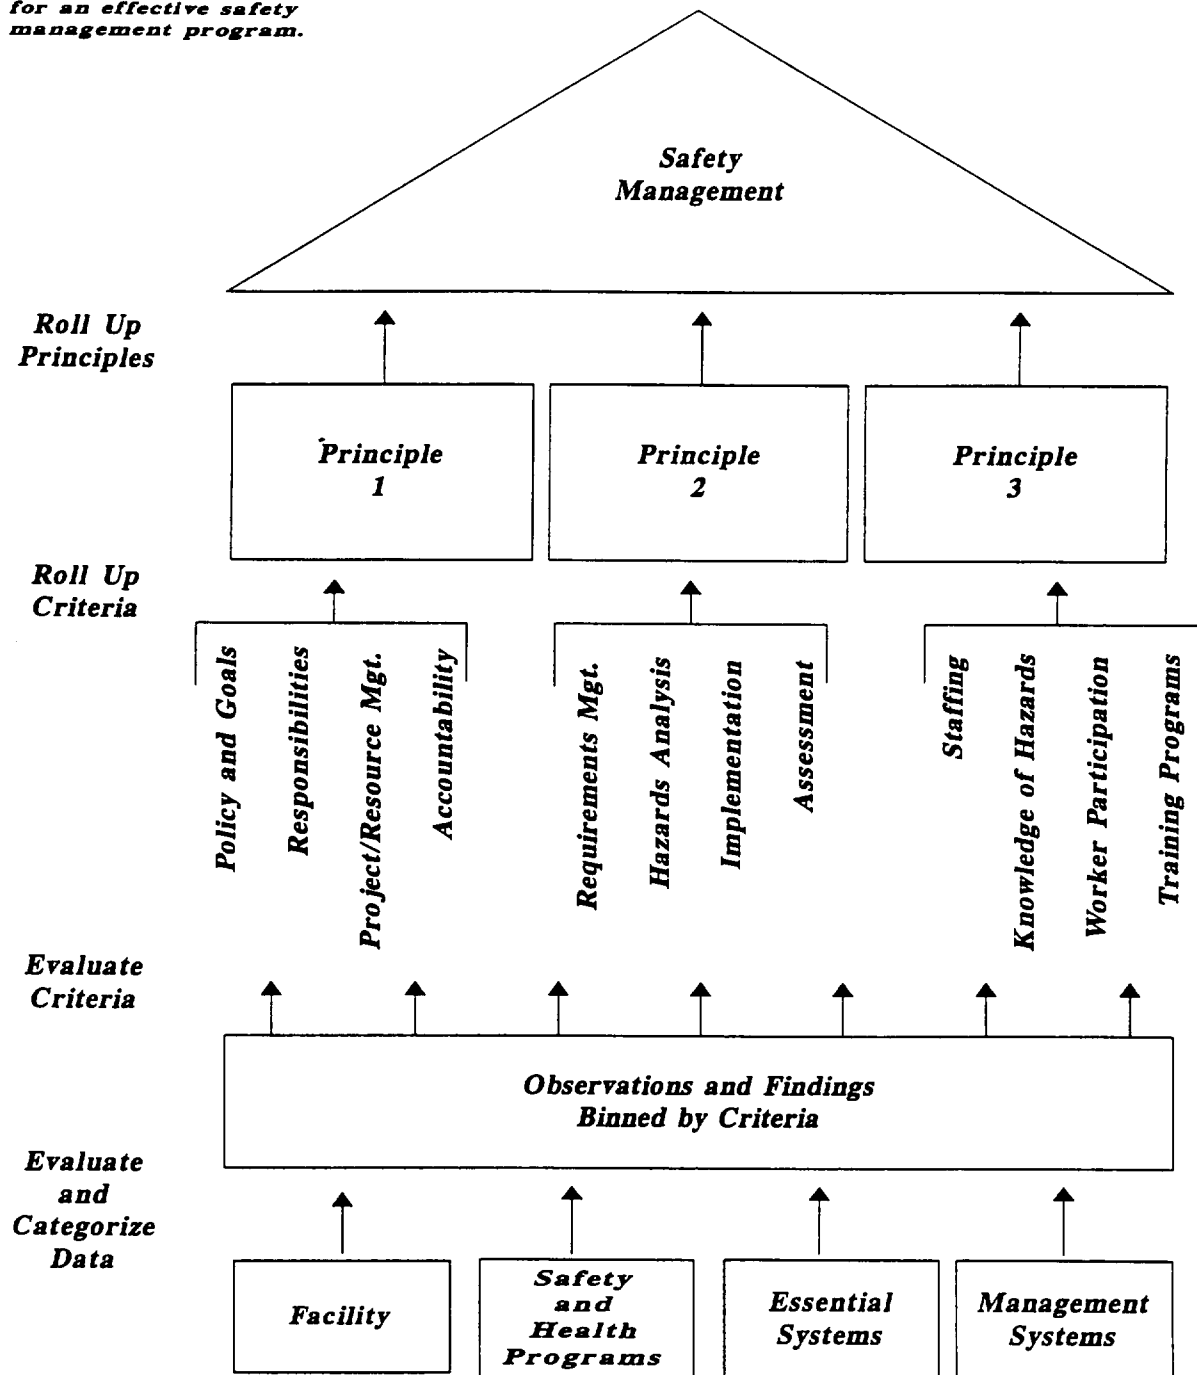 for an effective safety
management program.
Safety
Management
Roll Up
Principles
Principle
1
Principle
2
Principle
3
Roll Up
Criteria
Policy and Goals
Responsibilities
Project/Resource Mgt.
Accountability
Requirements Mgt.
Hazards Analysis
Implementation
Assessment
Staffing
Knowledge of Hazards
Worker Participation
Training Programs
Evaluate
Criteria
Observations and Findings
Binned by Criteria
Evaluate
and
Categorize
Data
Facility
Safety
and
Health
Programs
Essential
Systems
Management
Systems